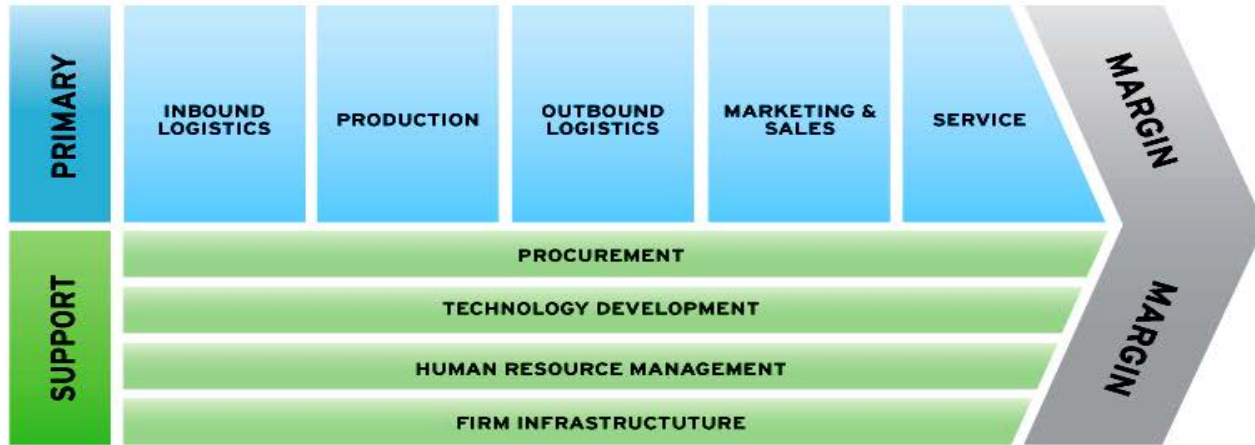 PRIMARY
INBOUND
LOGISTICS
PRODUCTION
OUTBOUND
LOGISTICS
MARKETING &
SALES
SERVICE
MARGIN
SUPPORT
PROCUREMENT
TECHNOLOGY DEVELOPMENT
HUMAN RESOURCE MANAGEMENT
FIRM INFRASTRUCTUTURE
MARGIN